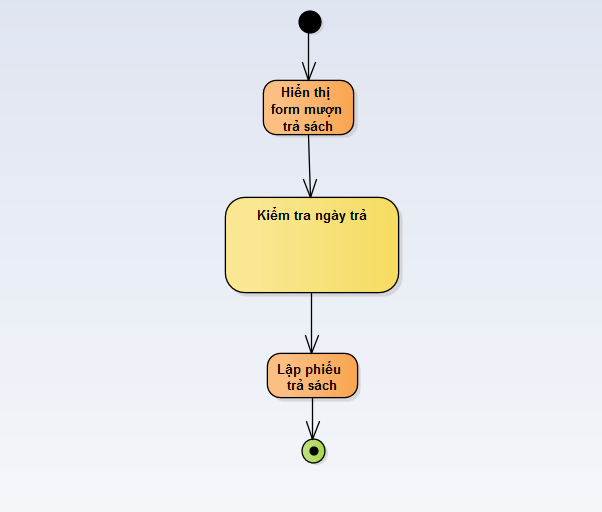 Hiển thị
form mượn
trả sách
Kiểm tra ngày trả
Lập phiếu
trả sách